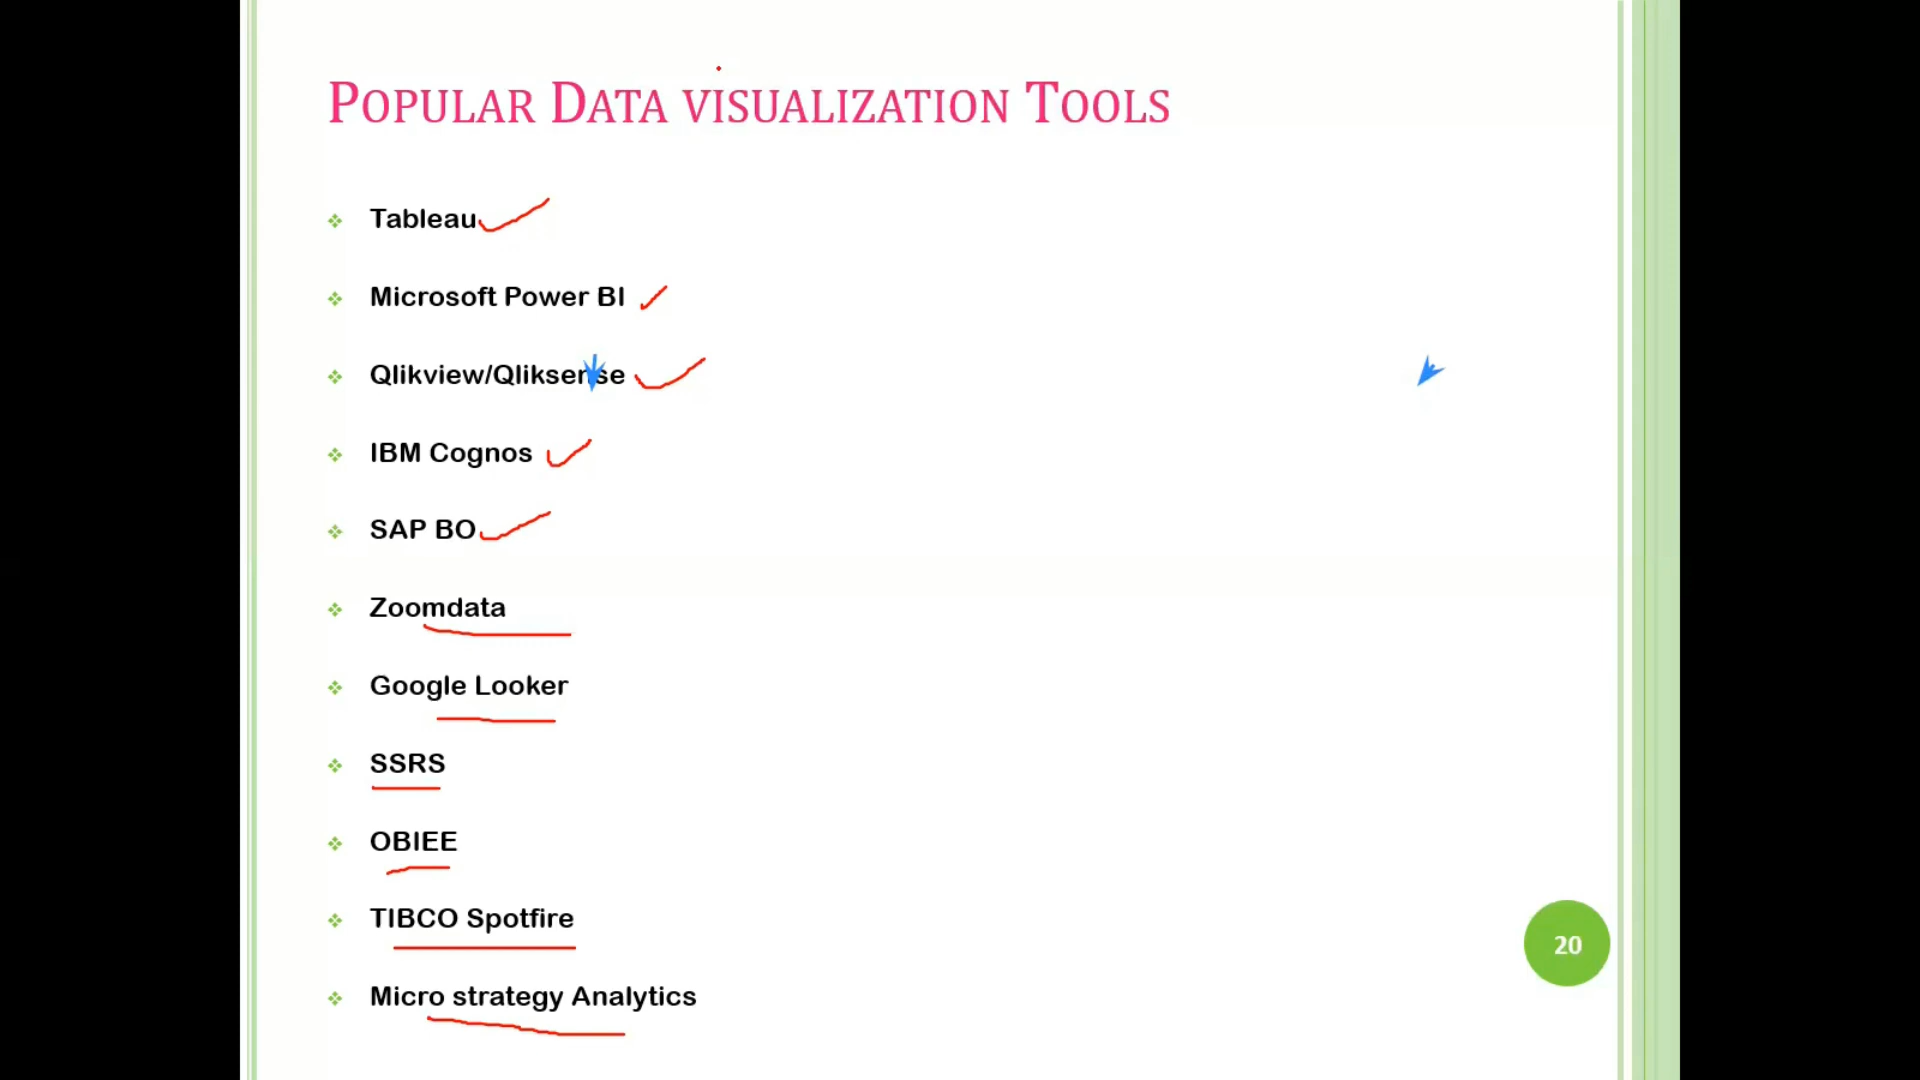 POPULAR DATA VISUALIZATION TOOLS
Tableau
Microsoft Power BI
Qlikview/Qliksense
IBM Cognos
SAP BO
Zoomdata
Google Looker
SSRS
OBIEE
TIBCO Spotfire
Micro strategy Analytics
20